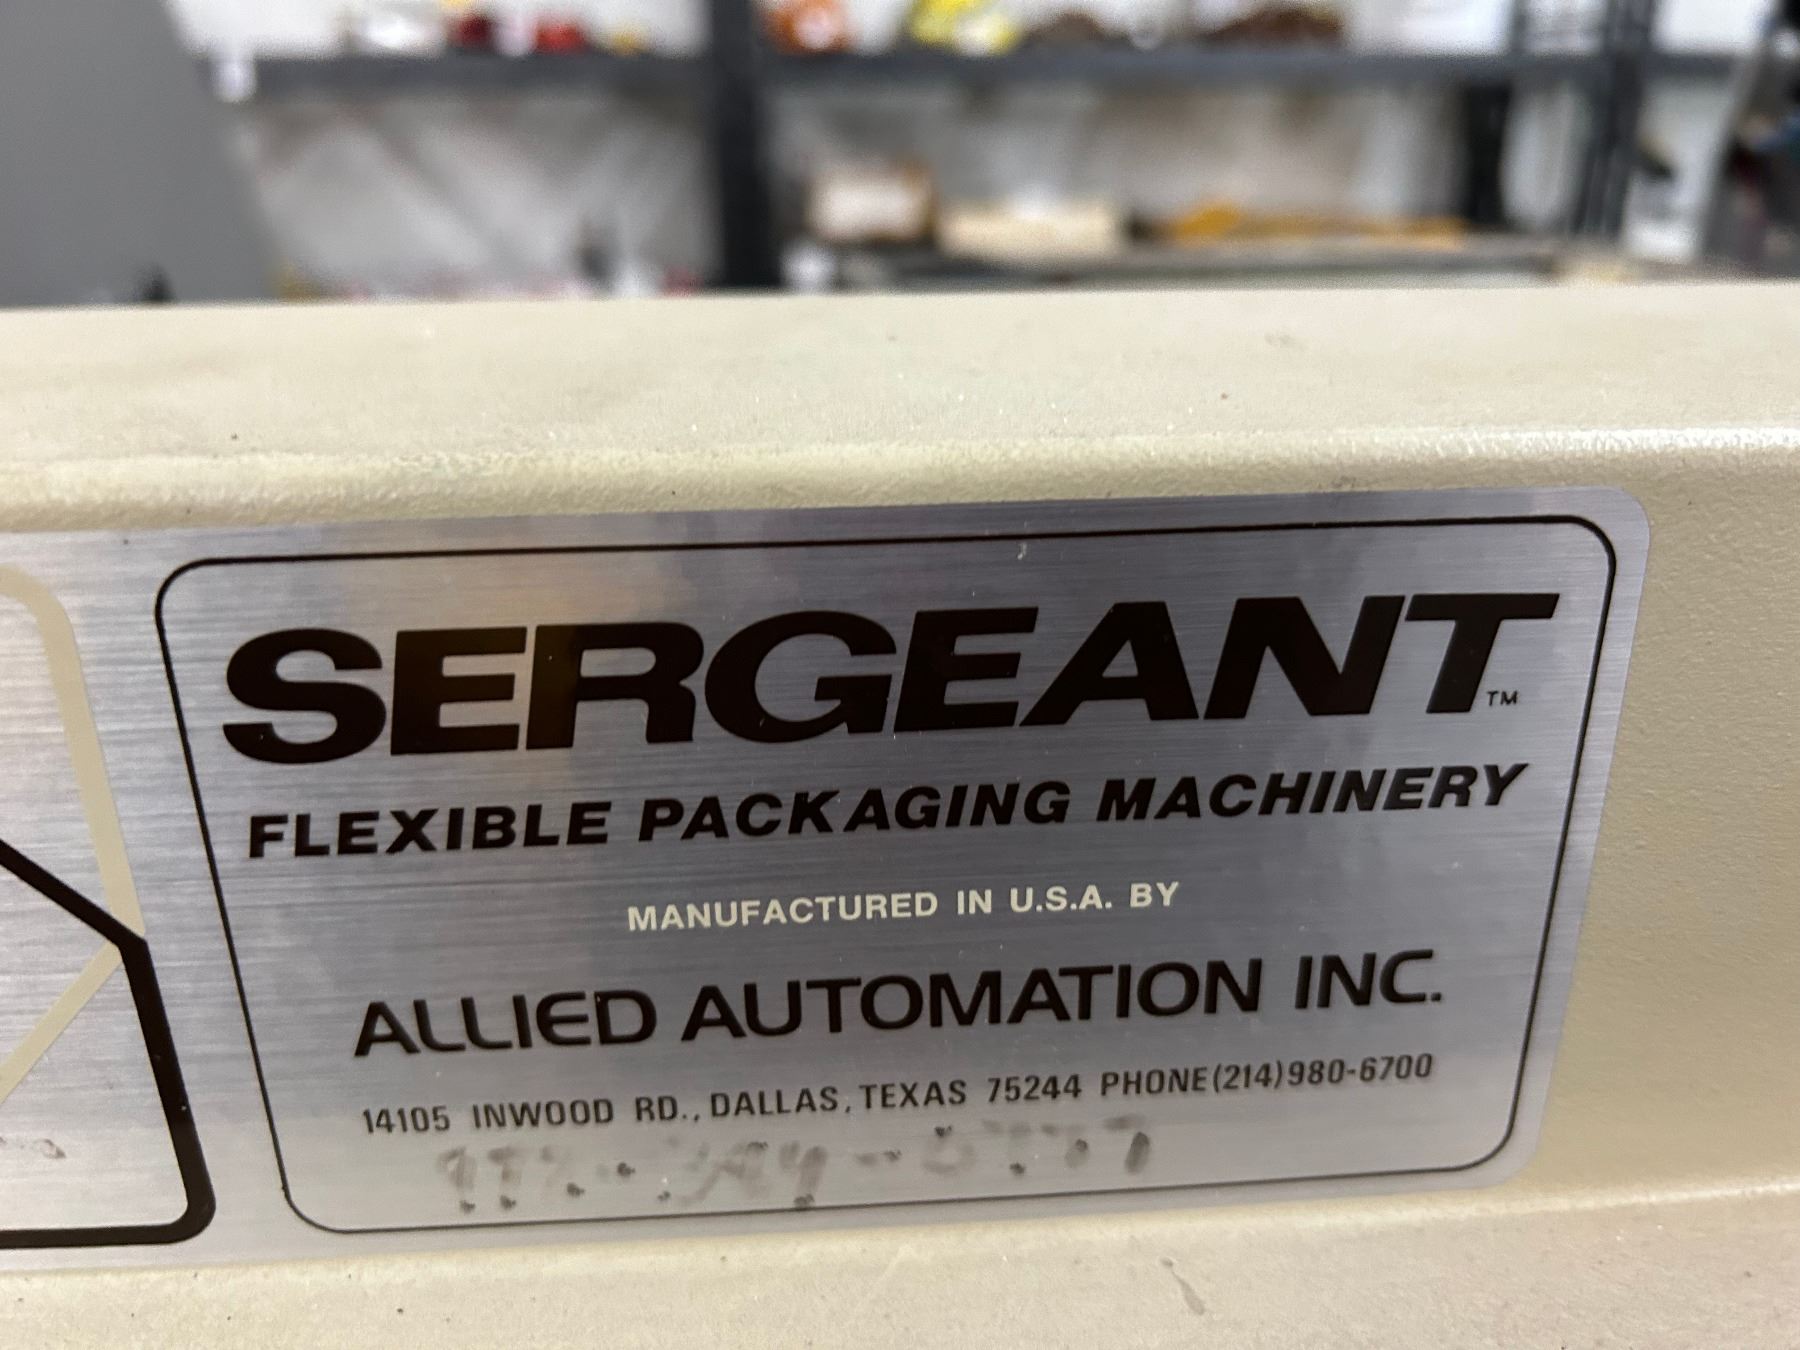 SERGEANT™
FLEXIBLE PACKAGING MACHINERY
MANUFACTURED IN U.S.A. BY
ALLIED AUTOMATION INC.
14105 INWOOD RD., DALLAS, TEXAS 75244 PHONE (214) 980-6700